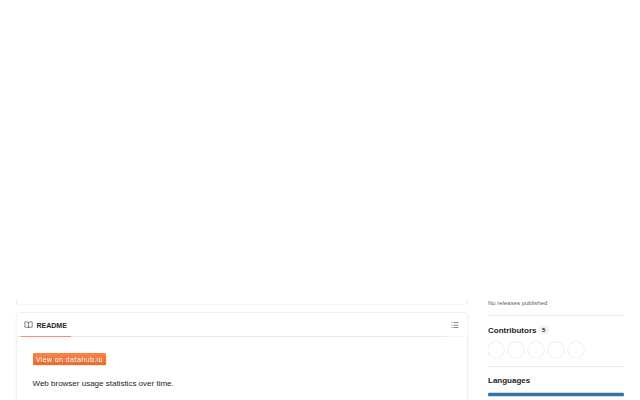 No releases published
README
Contributors 5
View on datahub.io
Web browser usage statistics over time.
Languages